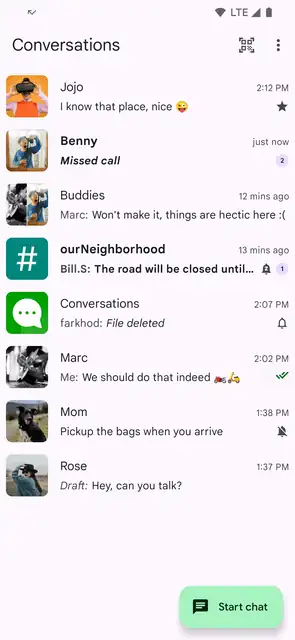 LTE
Conversations
Jojo 2:12 PM
I know that place, nice 😜
Benny just now
Missed call 2
Buddies 12 mins ago
Marc: Won't make it, things are hectic here :(
# ourNeighborhood 13 mins ago
Bill.S: The road will be closed until… 1
Conversations 2:07 PM
farkhod: File deleted
Marc 2:02 PM
Me: We should do that indeed 🏍️🛵
Mom 1:38 PM
Pickup the bags when you arrive
Rose 1:37 PM
Draft: Hey, can you talk?
Start chat